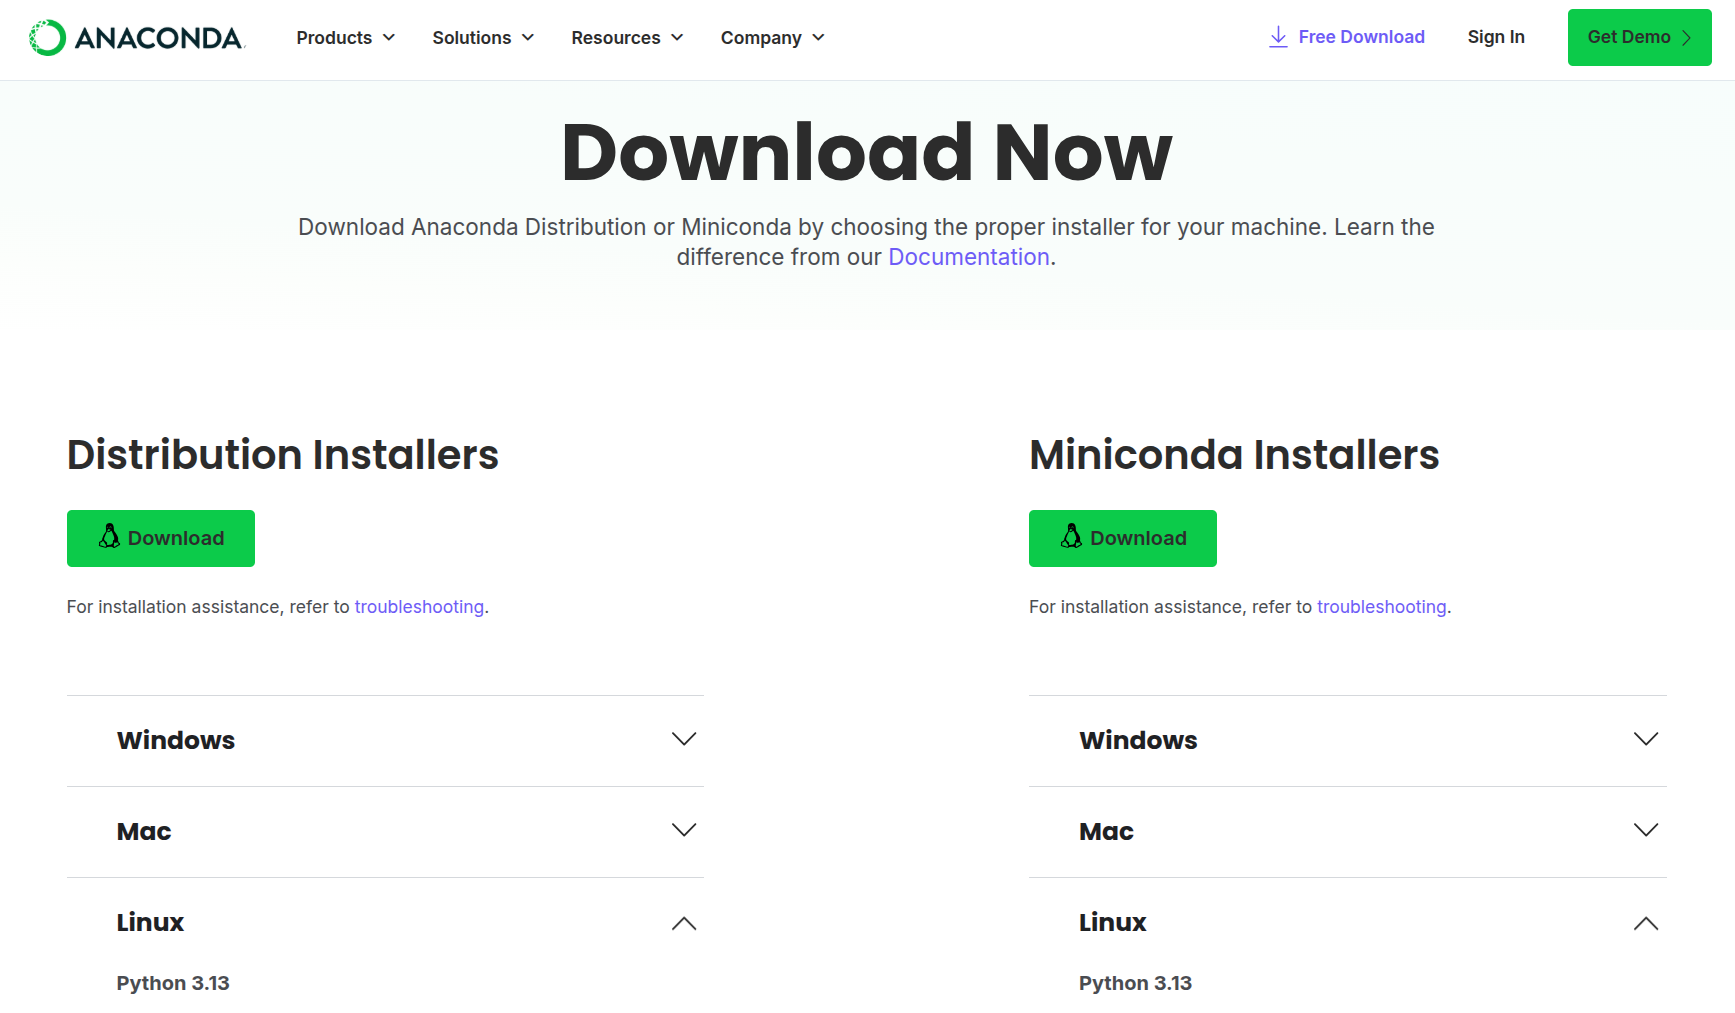 ANACONDA
Products
Solutions
Resources
Company
Free Download
Sign In
Get Demo
Download Now
Download Anaconda Distribution or Miniconda by choosing the proper installer for your machine. Learn the
difference from our Documentation.
Distribution Installers
Download
For installation assistance, refer to troubleshooting.
Windows
Mac
Linux
Python 3.13
Miniconda Installers
Download
For installation assistance, refer to troubleshooting.
Windows
Mac
Linux
Python 3.13